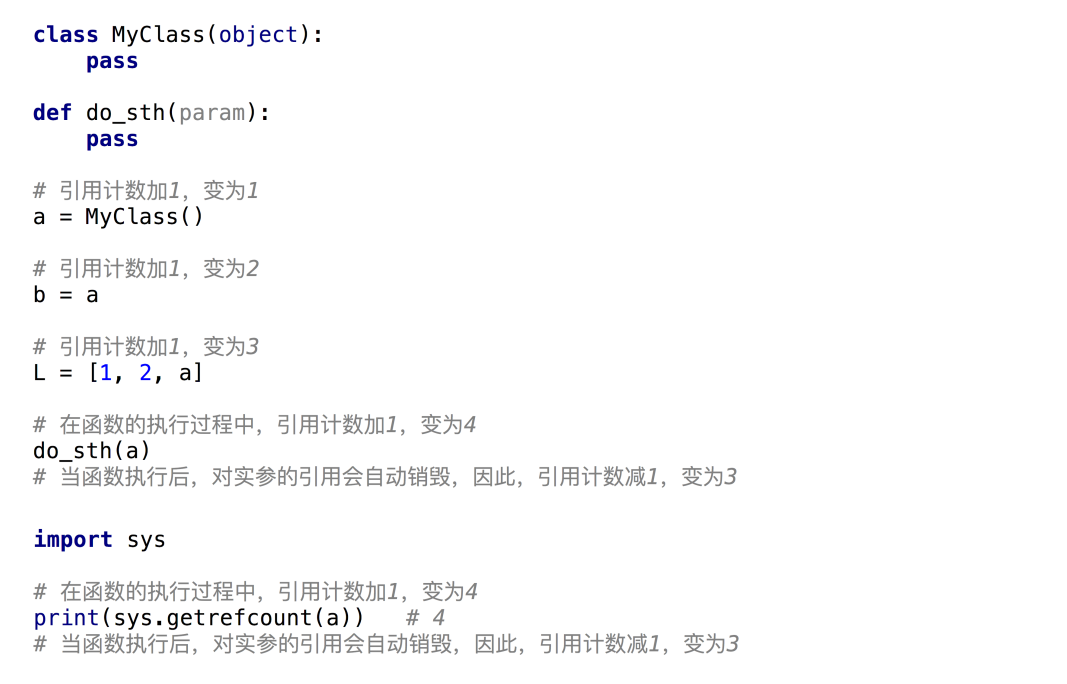 class MyClass(object):
    pass
def do_sth(param):
    pass
# 引用计数加1，变为1
a = MyClass()
# 引用计数加1，变为2
b = a
# 引用计数加1，变为3
L = [1, 2, a]
# 在函数的执行过程中，引用计数加1，变为4
do_sth(a)
# 当函数执行后，对实参的引用会自动销毁，因此，引用计数减1，变为3
import sys
# 在函数的执行过程中，引用计数加1，变为4
print(sys.getrefcount(a))   # 4
# 当函数执行后，对实参的引用会自动销毁，因此，引用计数减1，变为3